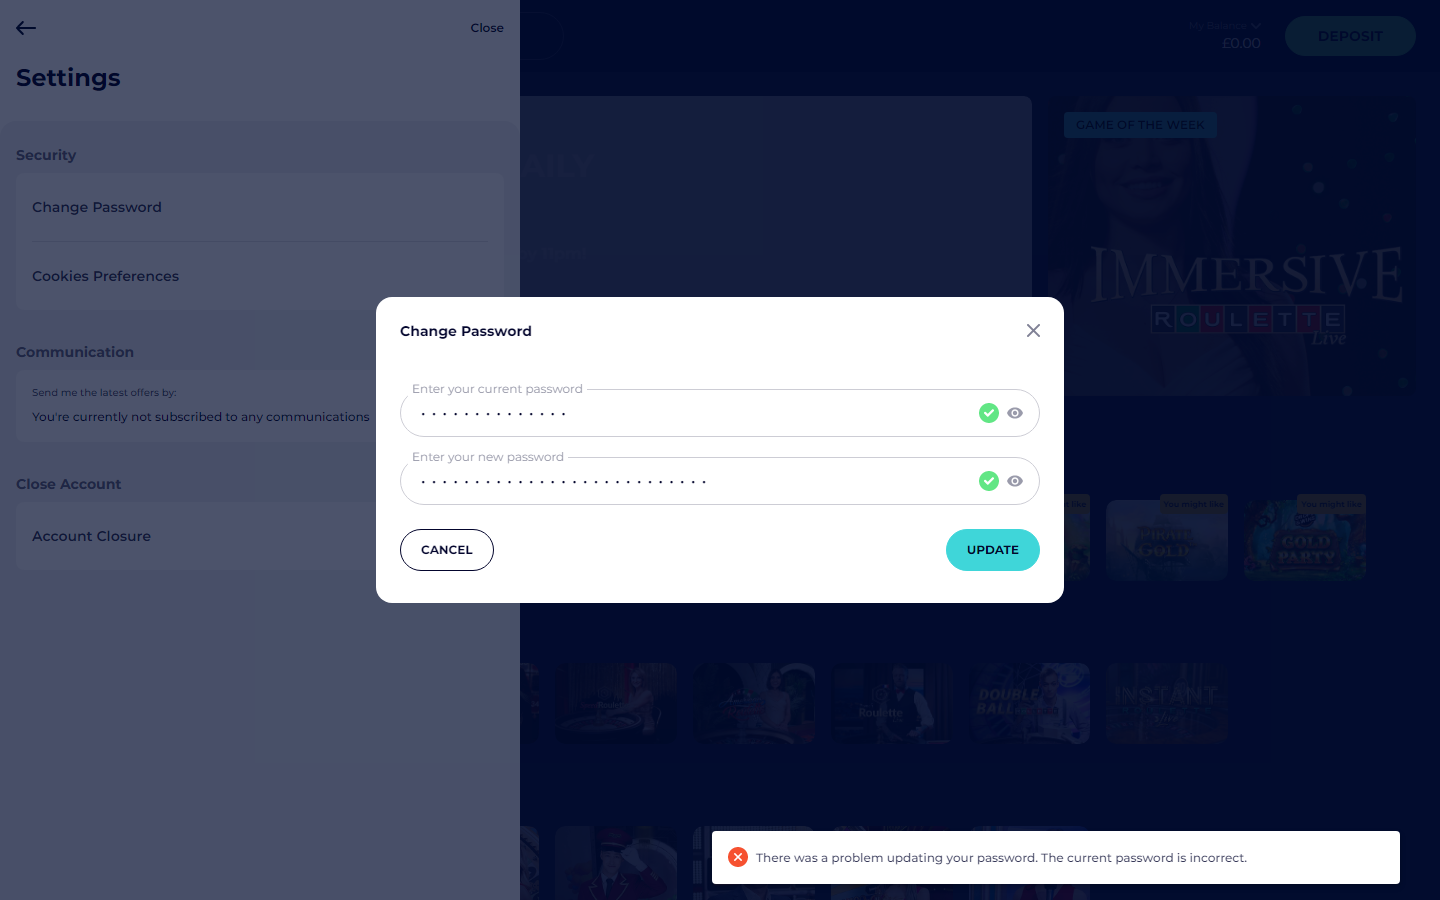 Close
Settings
My Balance
£0.00
DEPOSIT
Security
Change Password
Cookies Preferences
Communication
Send me the latest offers by:
You're currently not subscribed to any communications
Close Account
Account Closure
AILY
GAME OF THE WEEK
IMMERSIVE
ROULETTE
Live
Change Password
Enter your current password
Enter your new password
CANCEL
UPDATE
You might like
You might like
PIRATE
GOLD
GOLD
PARTY
Roulette
DOUBLE
BALL
INSTANT
There was a problem updating your password. The current password is incorrect.